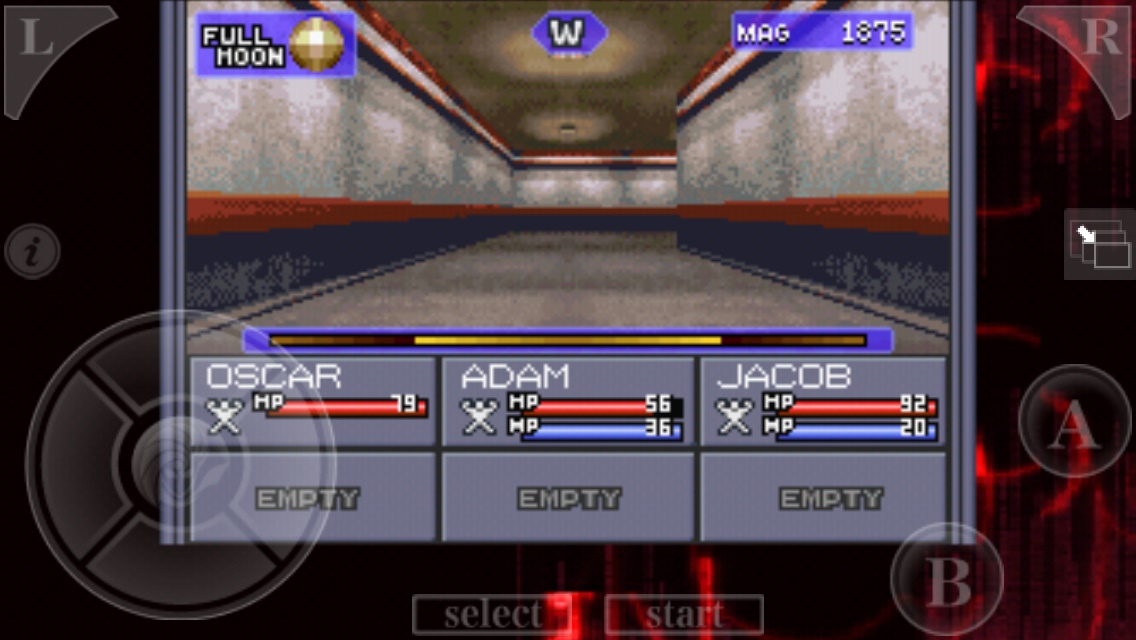 L
FULL
MOON
W
MAG 1875
R
i
OSCAR
HP 79
ADAM
HP 56
MP 36
JACOB
HP 92
MP 20
EMPTY
EMPTY
EMPTY
A
B
select
start